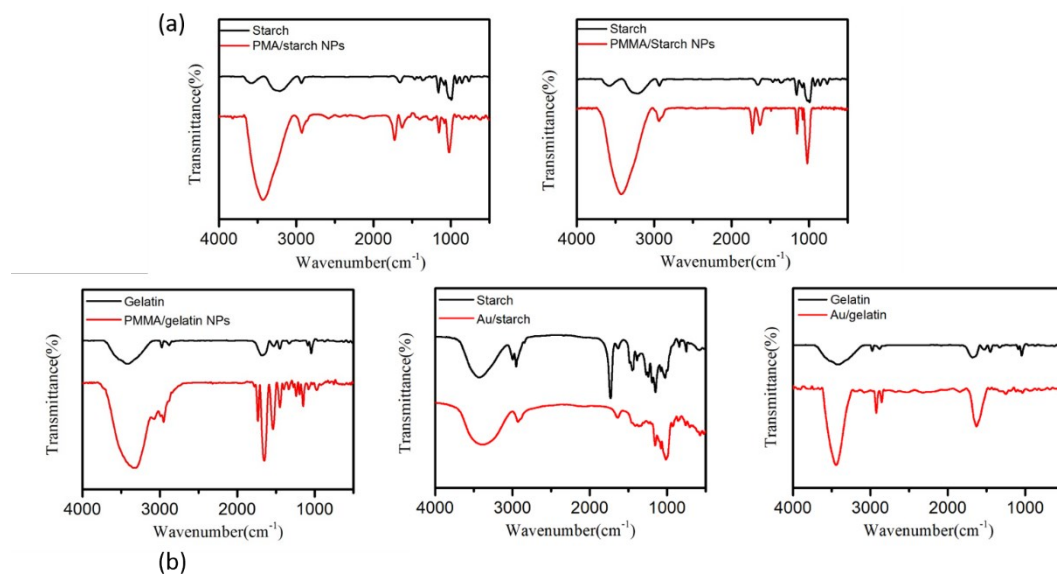 (a)
Starch
PMA/starch NPs
Transmittance(%)
4000 3000 2000 1000
Wavenumber(cm⁻¹)
Starch
PMMA/Starch NPs
Transmittance(%)
4000 3000 2000 1000
Wavenumber(cm⁻¹)
Gelatin
PMMA/gelatin NPs
Transmittance(%)
4000 3000 2000 1000
Wavenumber(cm⁻¹)
Starch
Au/starch
Transmittance(%)
4000 3000 2000 1000
Wavenumber(cm⁻¹)
Gelatin
Au/gelatin
Transmittance(%)
4000 3000 2000 1000
Wavenumber(cm⁻¹)
(b)